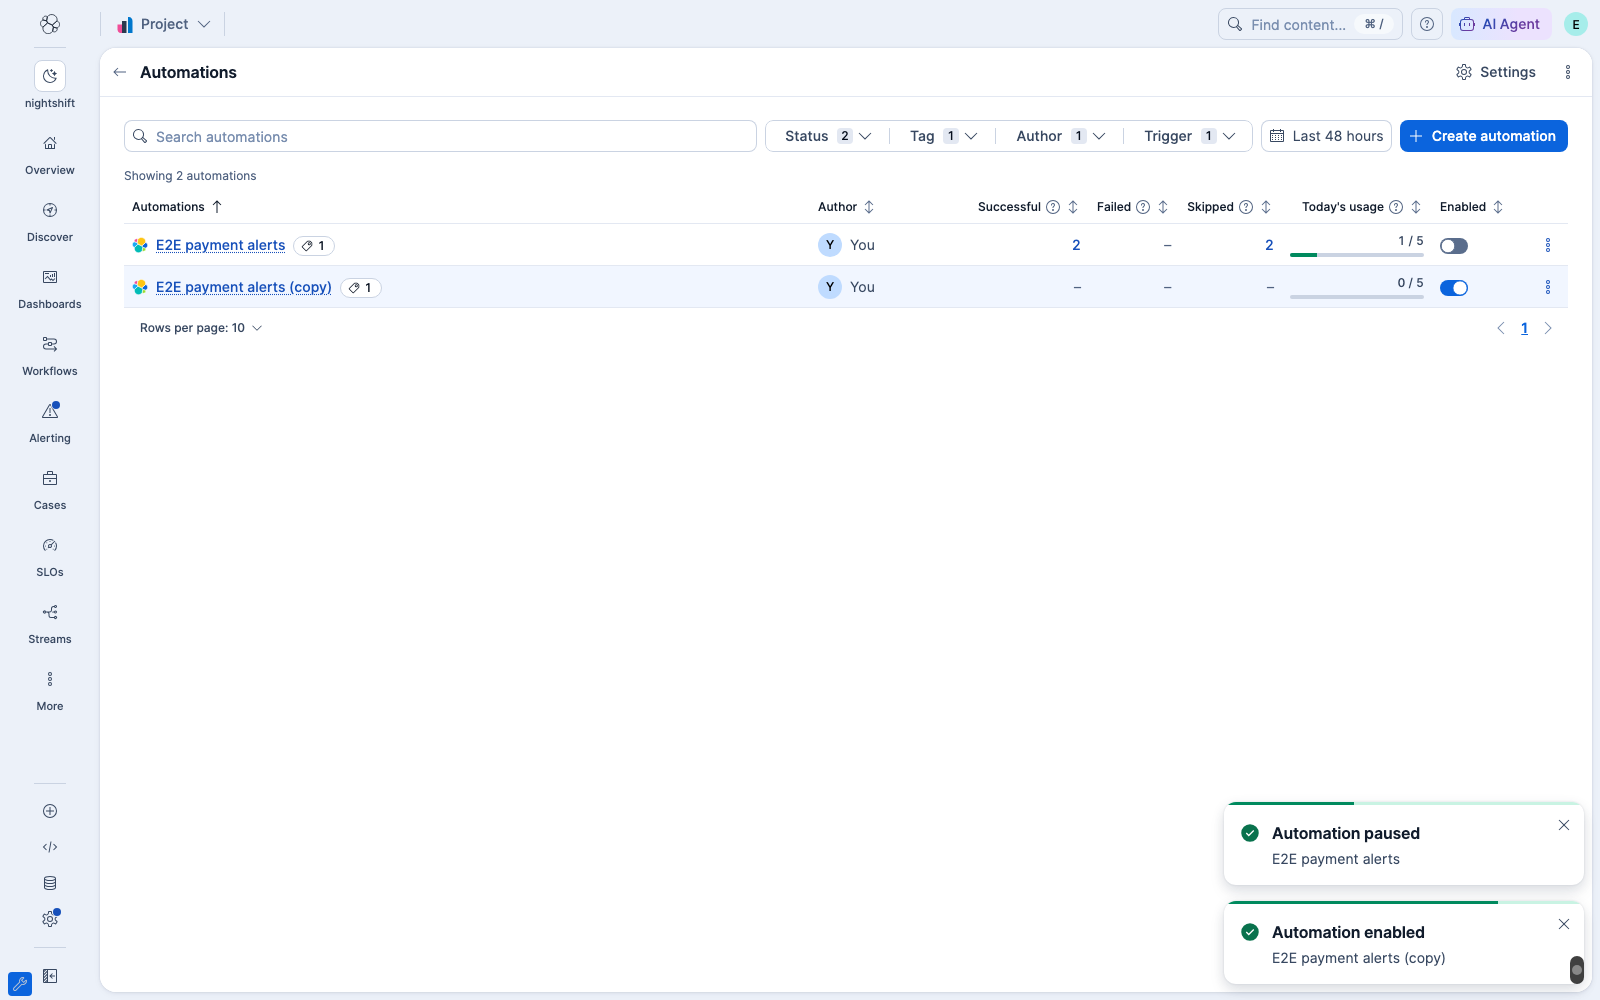 Project
Find content...
⌘ /
AI Agent
E
nightshift
Overview
Discover
Dashboards
Workflows
Alerting
Cases
SLOs
Streams
More
Automations
Settings
Search automations
Status 2
Tag 1
Author 1
Trigger 1
Last 48 hours
Create automation
Showing 2 automations
Automations
Author
Successful
Failed
Skipped
Today's usage
Enabled
E2E payment alerts 1 Y You 2 – 2 1 / 5
E2E payment alerts (copy) 1 Y You – – – 0 / 5
Rows per page: 10
1
Automation paused
E2E payment alerts
Automation enabled
E2E payment alerts (copy)